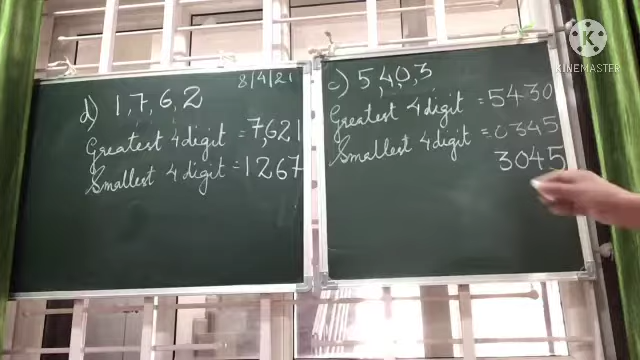 8/4/21
d) 1, 7, 6, 2
Greatest 4 digit = 7,621
Smallest 4 digit = 1267
c) 5,4,0,3
Greatest 4 digit = 5430
Smallest 4 digit = 0345
3045
K
KINEMASTER